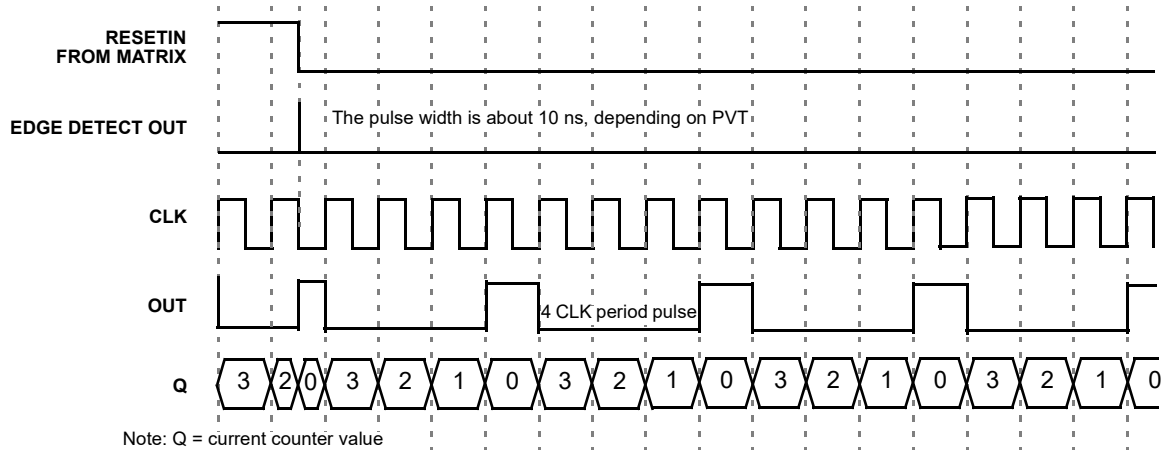 RESETIN
FROM MATRIX
EDGE DETECT OUT
The pulse width is about 10 ns, depending on PVT
CLK
OUT
4 CLK period pulse
Q
3 2 0 3 2 1 0 3 2 1 0 3 2 1 0 3 2 1 0
Note: Q = current counter value